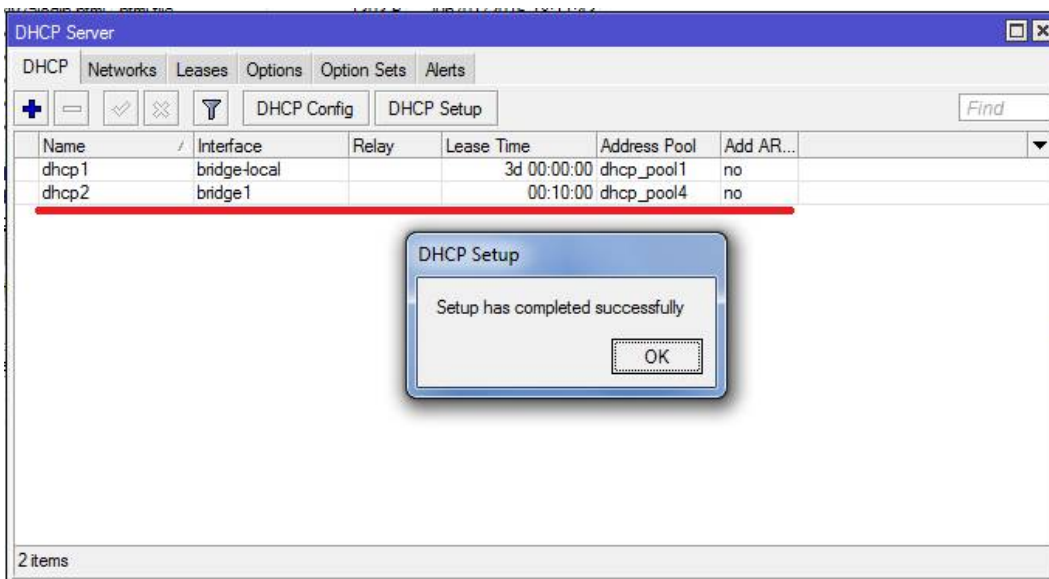 DHCP Server
DHCP Networks Leases Options Option Sets Alerts
DHCP Config DHCP Setup Find
Name Interface Relay Lease Time Address Pool Add AR...
dhcp1 bridge-local 3d 00:00:00 dhcp_pool1 no
dhcp2 bridge1 00:10:00 dhcp_pool4 no
DHCP Setup
Setup has completed successfully
OK
2 items